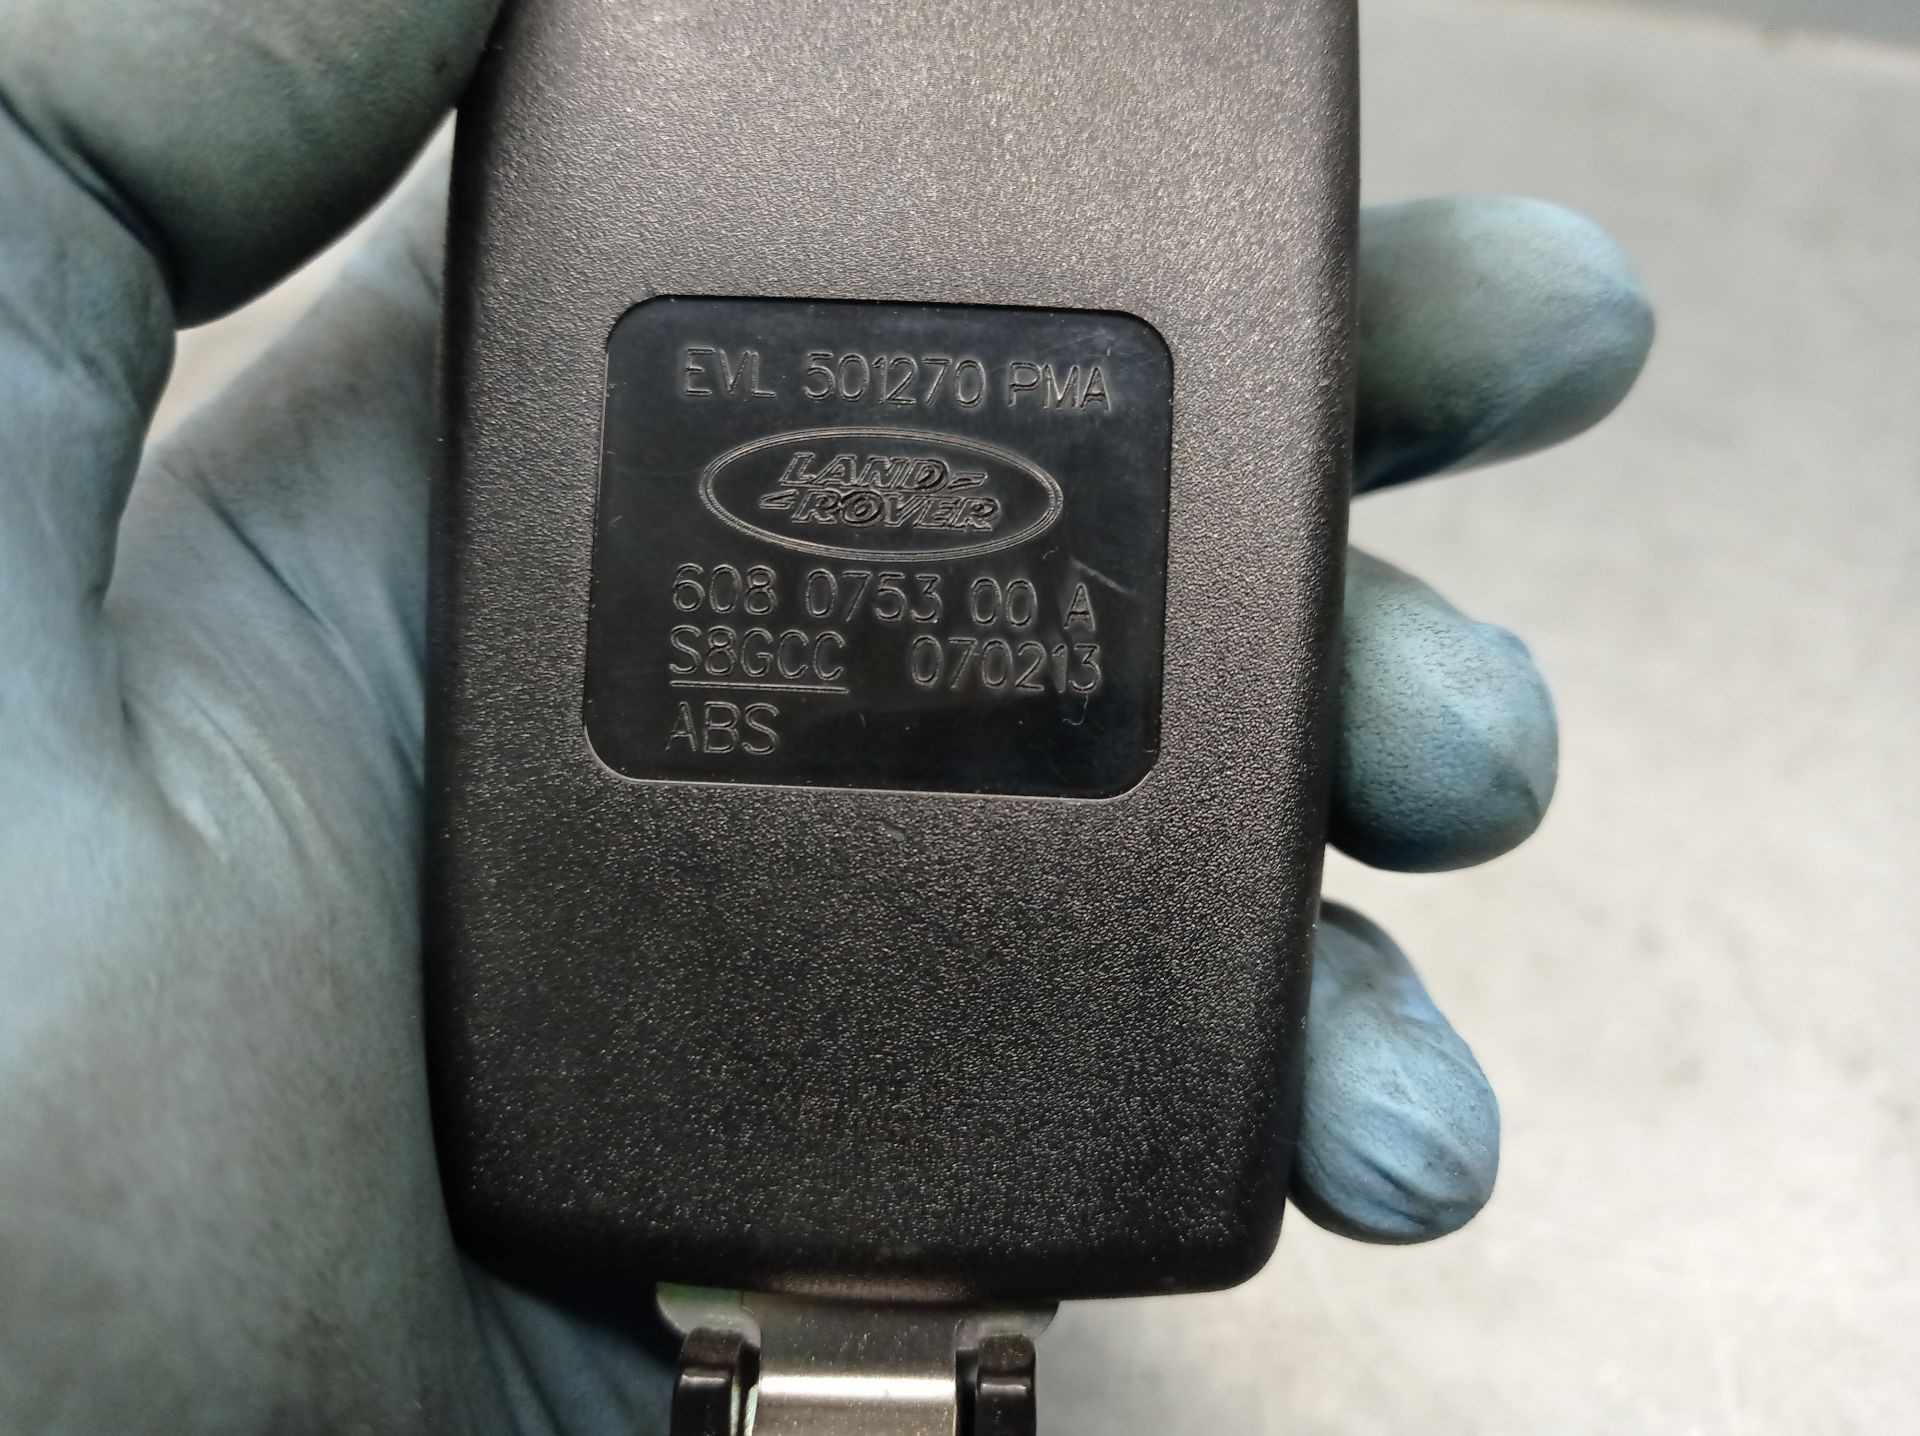 EVL 501270 PMA
LAND
ROVER
608 0753 00 A
S8GCC 070213
ABS